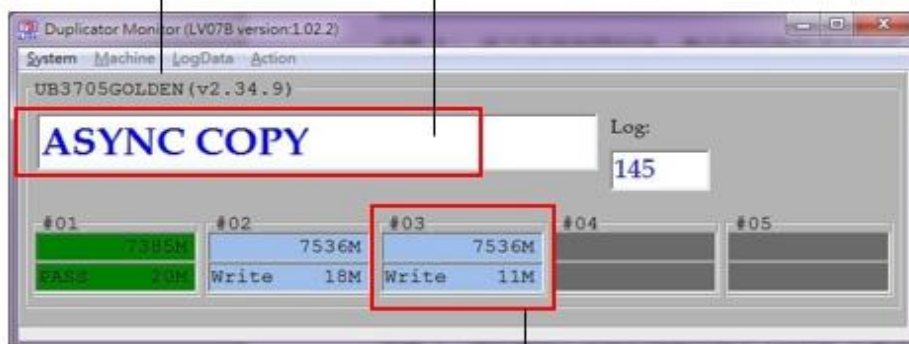 Duplicator Monitor (LV07B version:1.02.2)
System Machine LogData Action
UB3705GOLDEN(v2.34.9)
ASYNC COPY
Log:
145
#01 #02 #03 #04 #05
7385M 7536M 7536M
PASS 20M Write 18M Write 11M